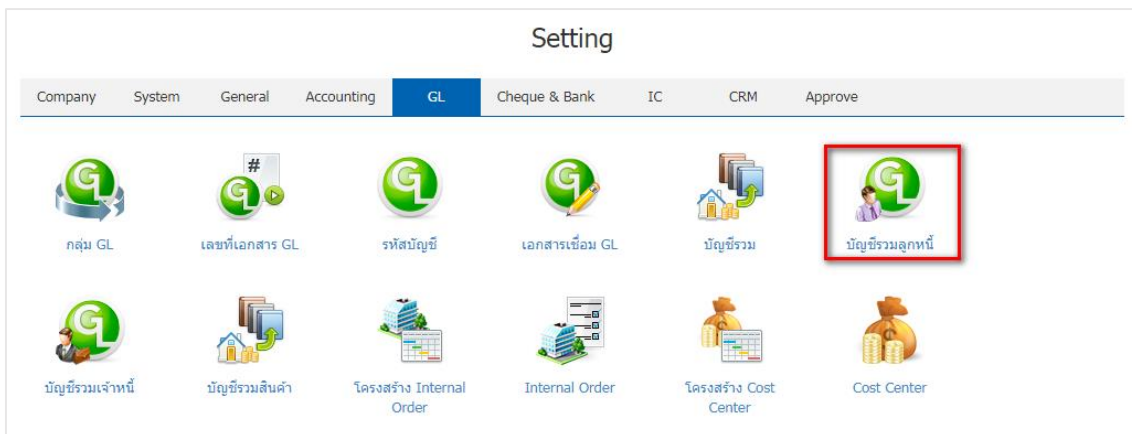 Setting
Company System General Accounting GL Cheque & Bank IC CRM Approve
กลุ่ม GL เลขที่เอกสาร GL รหัสบัญชี เอกสารเชื่อม GL บัญชีรวม บัญชีรวมลูกหนี้
บัญชีรวมเจ้าหนี้ บัญชีรวมสินค้า โครงสร้าง Internal Order Internal Order โครงสร้าง Cost Center Cost Center